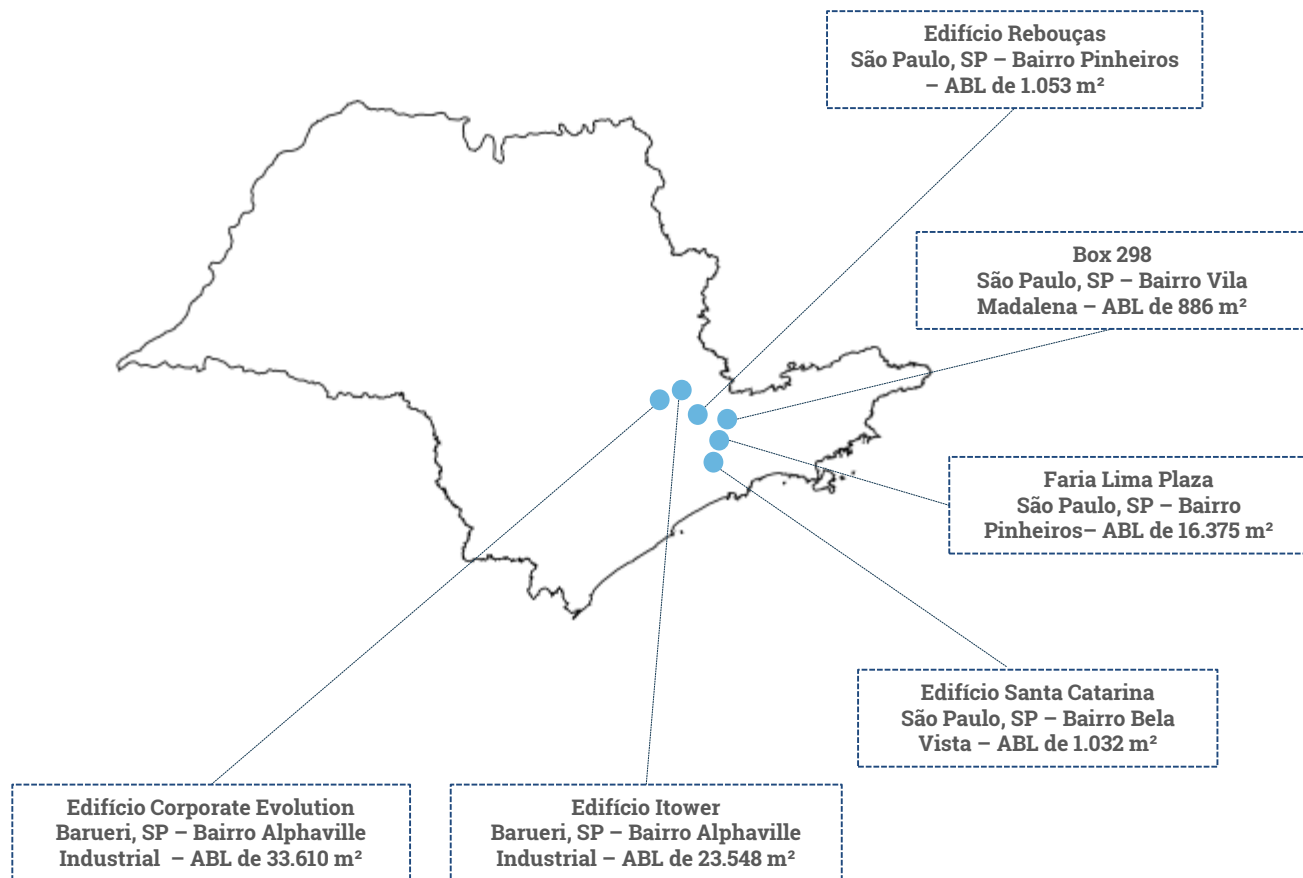 Edifício Rebouças
São Paulo, SP – Bairro Pinheiros
– ABL de 1.053 m²
Box 298
São Paulo, SP – Bairro Vila
Madalena – ABL de 886 m²
Faria Lima Plaza
São Paulo, SP – Bairro
Pinheiros– ABL de 16.375 m²
Edifício Santa Catarina
São Paulo, SP – Bairro Bela
Vista – ABL de 1.032 m²
Edifício Corporate Evolution
Barueri, SP – Bairro Alphaville
Industrial – ABL de 33.610 m²
Edifício Itower
Barueri, SP – Bairro Alphaville
Industrial – ABL de 23.548 m²